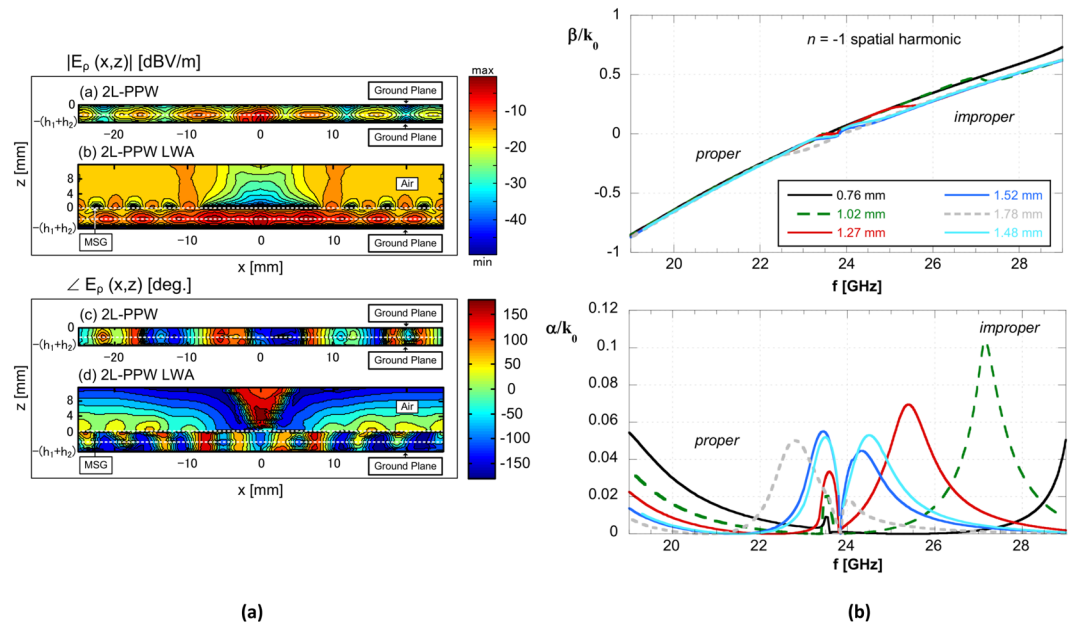 (a)
|Eρ (x,z)| [dBV/m]
max
(a) 2L-PPW
Ground Plane
0
−(h1+h2)
Ground Plane
−20
−10
0
10
20
(b) 2L-PPW LWA
Air
z [mm]
8
4
0
−(h1+h2)
MSG
−10
0
10
Ground Plane
x [mm]
-10
-20
-30
-40
min
∠ Eρ (x,z) [deg.]
(c) 2L-PPW
Ground Plane
0
−(h1+h2)
Ground Plane
−20
−10
0
10
20
(d) 2L-PPW LWA
Air
z [mm]
8
4
0
−(h1+h2)
MSG
−10
0
10
Ground Plane
x [mm]
150
100
50
0
-50
-100
-150
(a)
(b)
β/k0
n = -1 spatial harmonic
1
0.5
0
-0.5
-1
proper
improper
0.76 mm
1.02 mm
1.27 mm
1.52 mm
1.78 mm
1.48 mm
20 22 24 26 28
f [GHz]
α/k0
0.12
0.1
0.08
0.06
0.04
0.02
0
proper
improper
20 22 24 26 28
f [GHz]
(b)